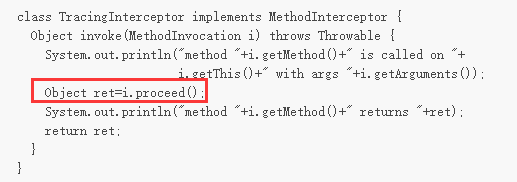 class TracingInterceptor implements MethodInterceptor {
  Object invoke(MethodInvocation i) throws Throwable {
    System.out.println("method "+i.getMethod()+" is called on "+
                        i.getThis()+" with args "+i.getArguments());
    Object ret=i.proceed();
    System.out.println("method "+i.getMethod()+" returns "+ret);
    return ret;
  }
}